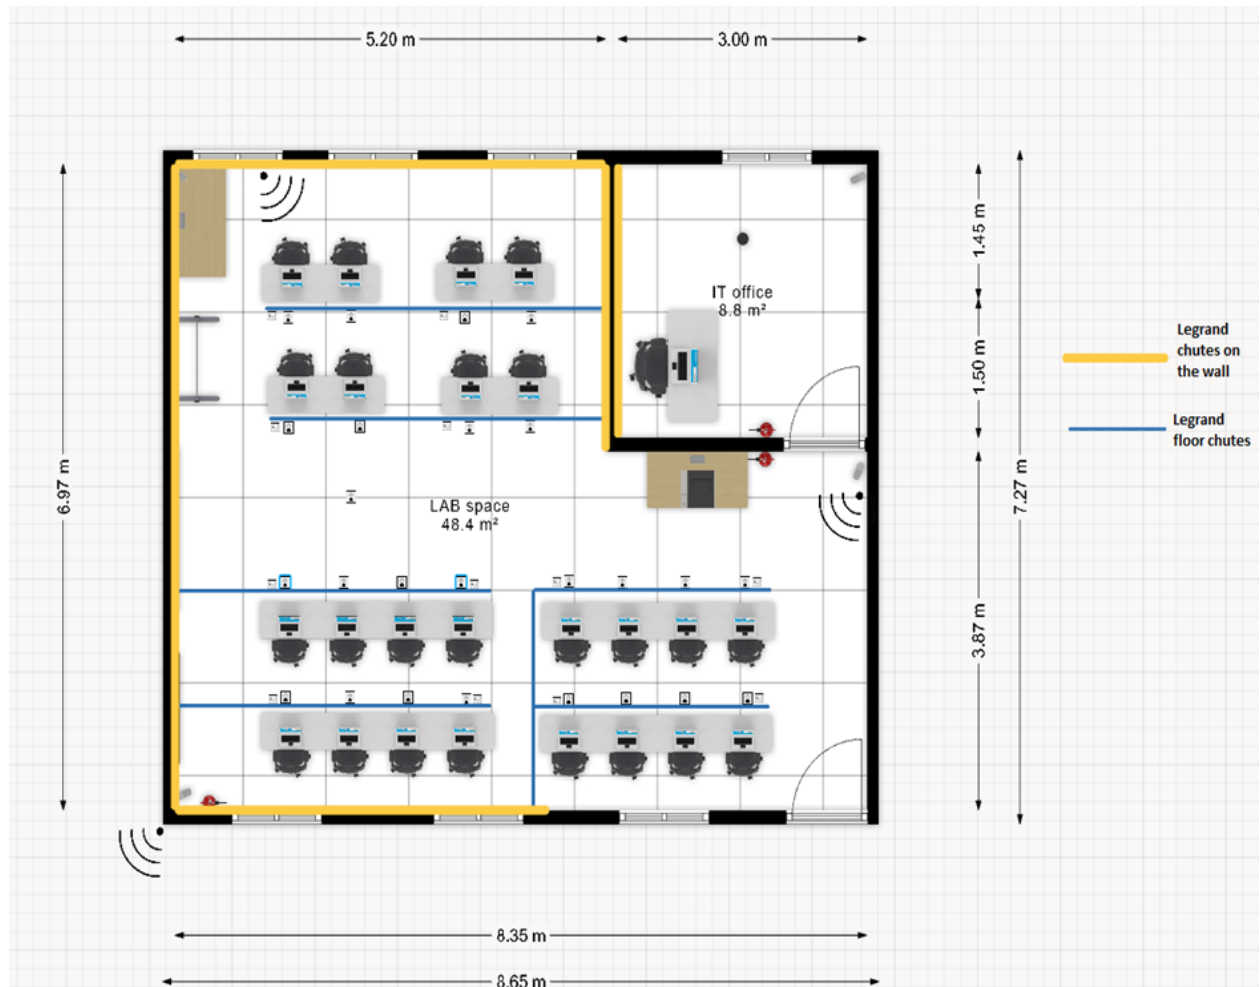 5.20 m
3.00 m
1.45 m
IT office
8.8 m²
1.50 m
Legrand
chutes on
the wall
Legrand
floor chutes
6.97 m
7.27 m
LAB space
48.4 m²
3.87 m
8.35 m
8.65 m